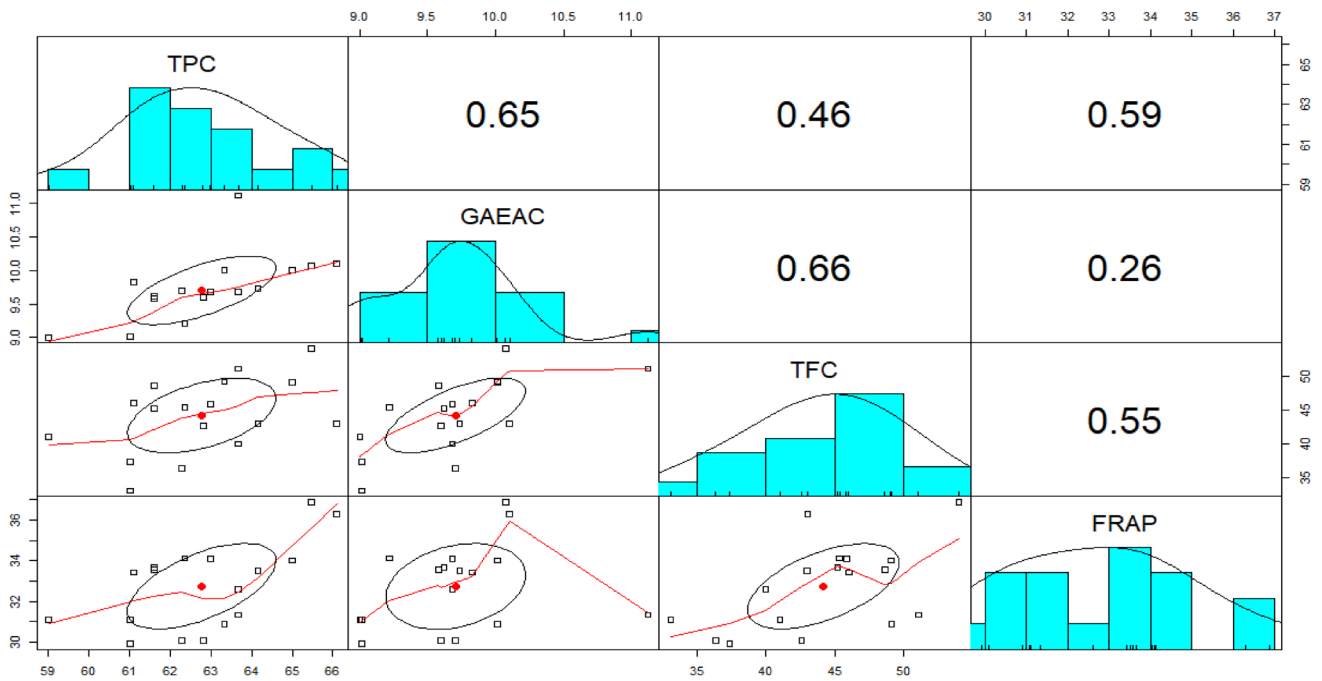 9.0 9.5 10.0 10.5 11.0 30 31 32 33 34 35 36 37
TPC 0.65 0.46 0.59
59 61 63 65
9.0 9.5 10.0 10.5 11.0
GAEAC 0.66 0.26
TFC 0.55
35 40 45 50
30 32 34 36
FRAP
59 60 61 62 63 64 65 66 35 40 45 50